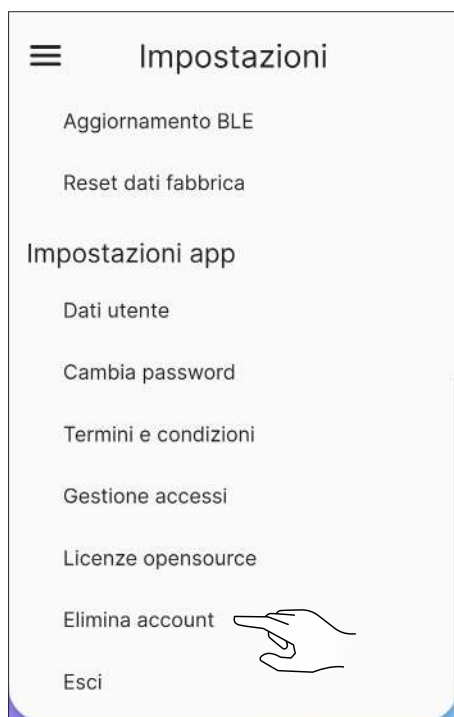 Impostazioni
Aggiornamento BLE
Reset dati fabbrica
Impostazioni app
Dati utente
Cambia password
Termini e condizioni
Gestione accessi
Licenze opensource
Elimina account
Esci